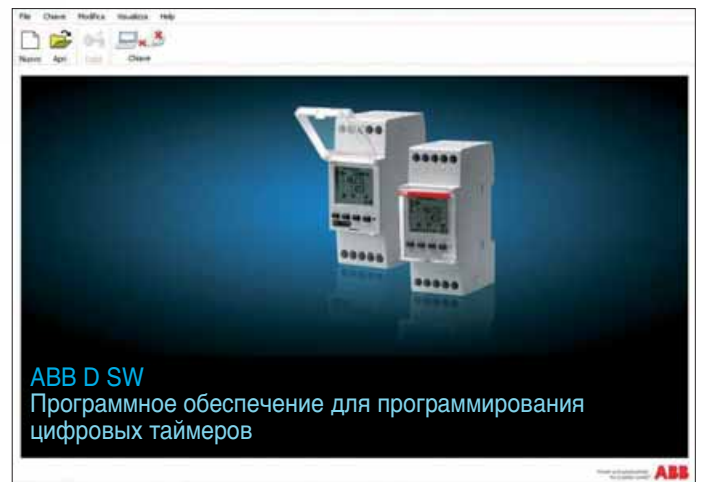 File Chiave Modifica Visualizza Help
Nuovo Apri Chiave
ABB D SW
Программное обеспечение для программирования
цифровых таймеров
ABB